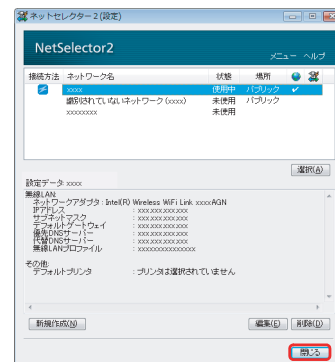 ネットセレクター2(設定)
NetSelector2
メニュー ヘルプ
接続方法 ネットワーク名 状態 場所
xxxx 使用中 パブリック ✔
識別されていないネットワーク (xxxx) 未使用 パブリック
xxxxxxxx 未使用
選択(A)
設定データ: xxxx
無線LAN:
ネットワークアダプタ : Intel(R) Wireless WiFi Link xxxxAGN
IPアドレス : xxx.xxx.xxx.xxx
サブネットマスク : xxx.xxx.xxx.xxx
デフォルトゲートウェイ : xxx.xxx.xxx.xxx
優先DNSサーバー : xxx.xxx.xxx.xxx
代替DNSサーバー : xxx.xxx.xxx.xxx
無線LANプロファイル : xxxxxxxxxxxxxx
その他:
デフォルトプリンタ : プリンタは選択されていません
新規作成(N) 編集(E) 削除(D)
閉じる